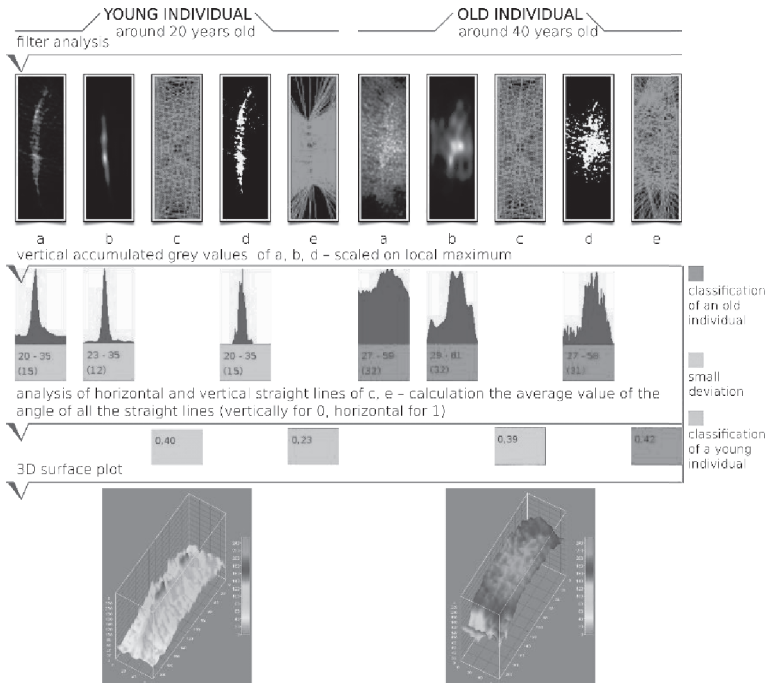 YOUNG INDIVIDUAL
around 20 years old
OLD INDIVIDUAL
around 40 years old
filter analysis
a b c d e a b c d e
vertical accumulated grey values of a, b, d – scaled on local maximum
20 - 35
(15)
23 - 35
(12)
20 - 35
(15)
27 - 59
(32)
29 - 61
(32)
27 - 58
(31)
classification
of an old
individual
small
deviation
classification
of a young
individual
analysis of horizontal and vertical straight lines of c, e – calculation the average value of the
angle of all the straight lines (vertically for 0, horizontal for 1)
0,40
0,23
0,39
0,42
3D surface plot